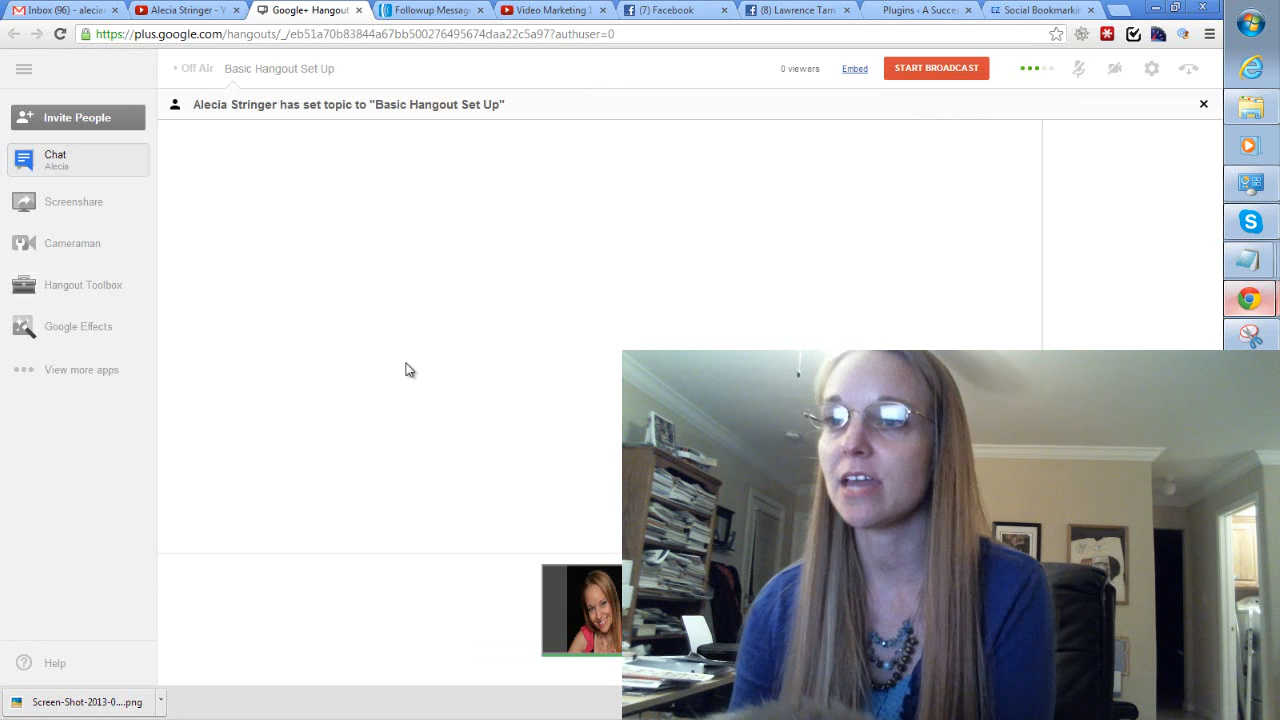 Inbox (96) - alecia
Alecia Stringer - Y
Google+ Hangout
Followup Messag
Video Marketing 1
(7) Facebook
(8) Lawrence Tam
Plugins ‹ A Succes
Social Bookmarkin
https://plus.google.com/hangouts/_/eb51a70b83844a67bb500276495674daa22c5a97?authuser=0
• Off Air
Basic Hangout Set Up
0 viewers
Embed
START BROADCAST
Invite People
Alecia Stringer has set topic to "Basic Hangout Set Up"
Chat
Alecia
Screenshare
Cameraman
Hangout Toolbox
Google Effects
View more apps
Help
Screen-Shot-2013-0....png